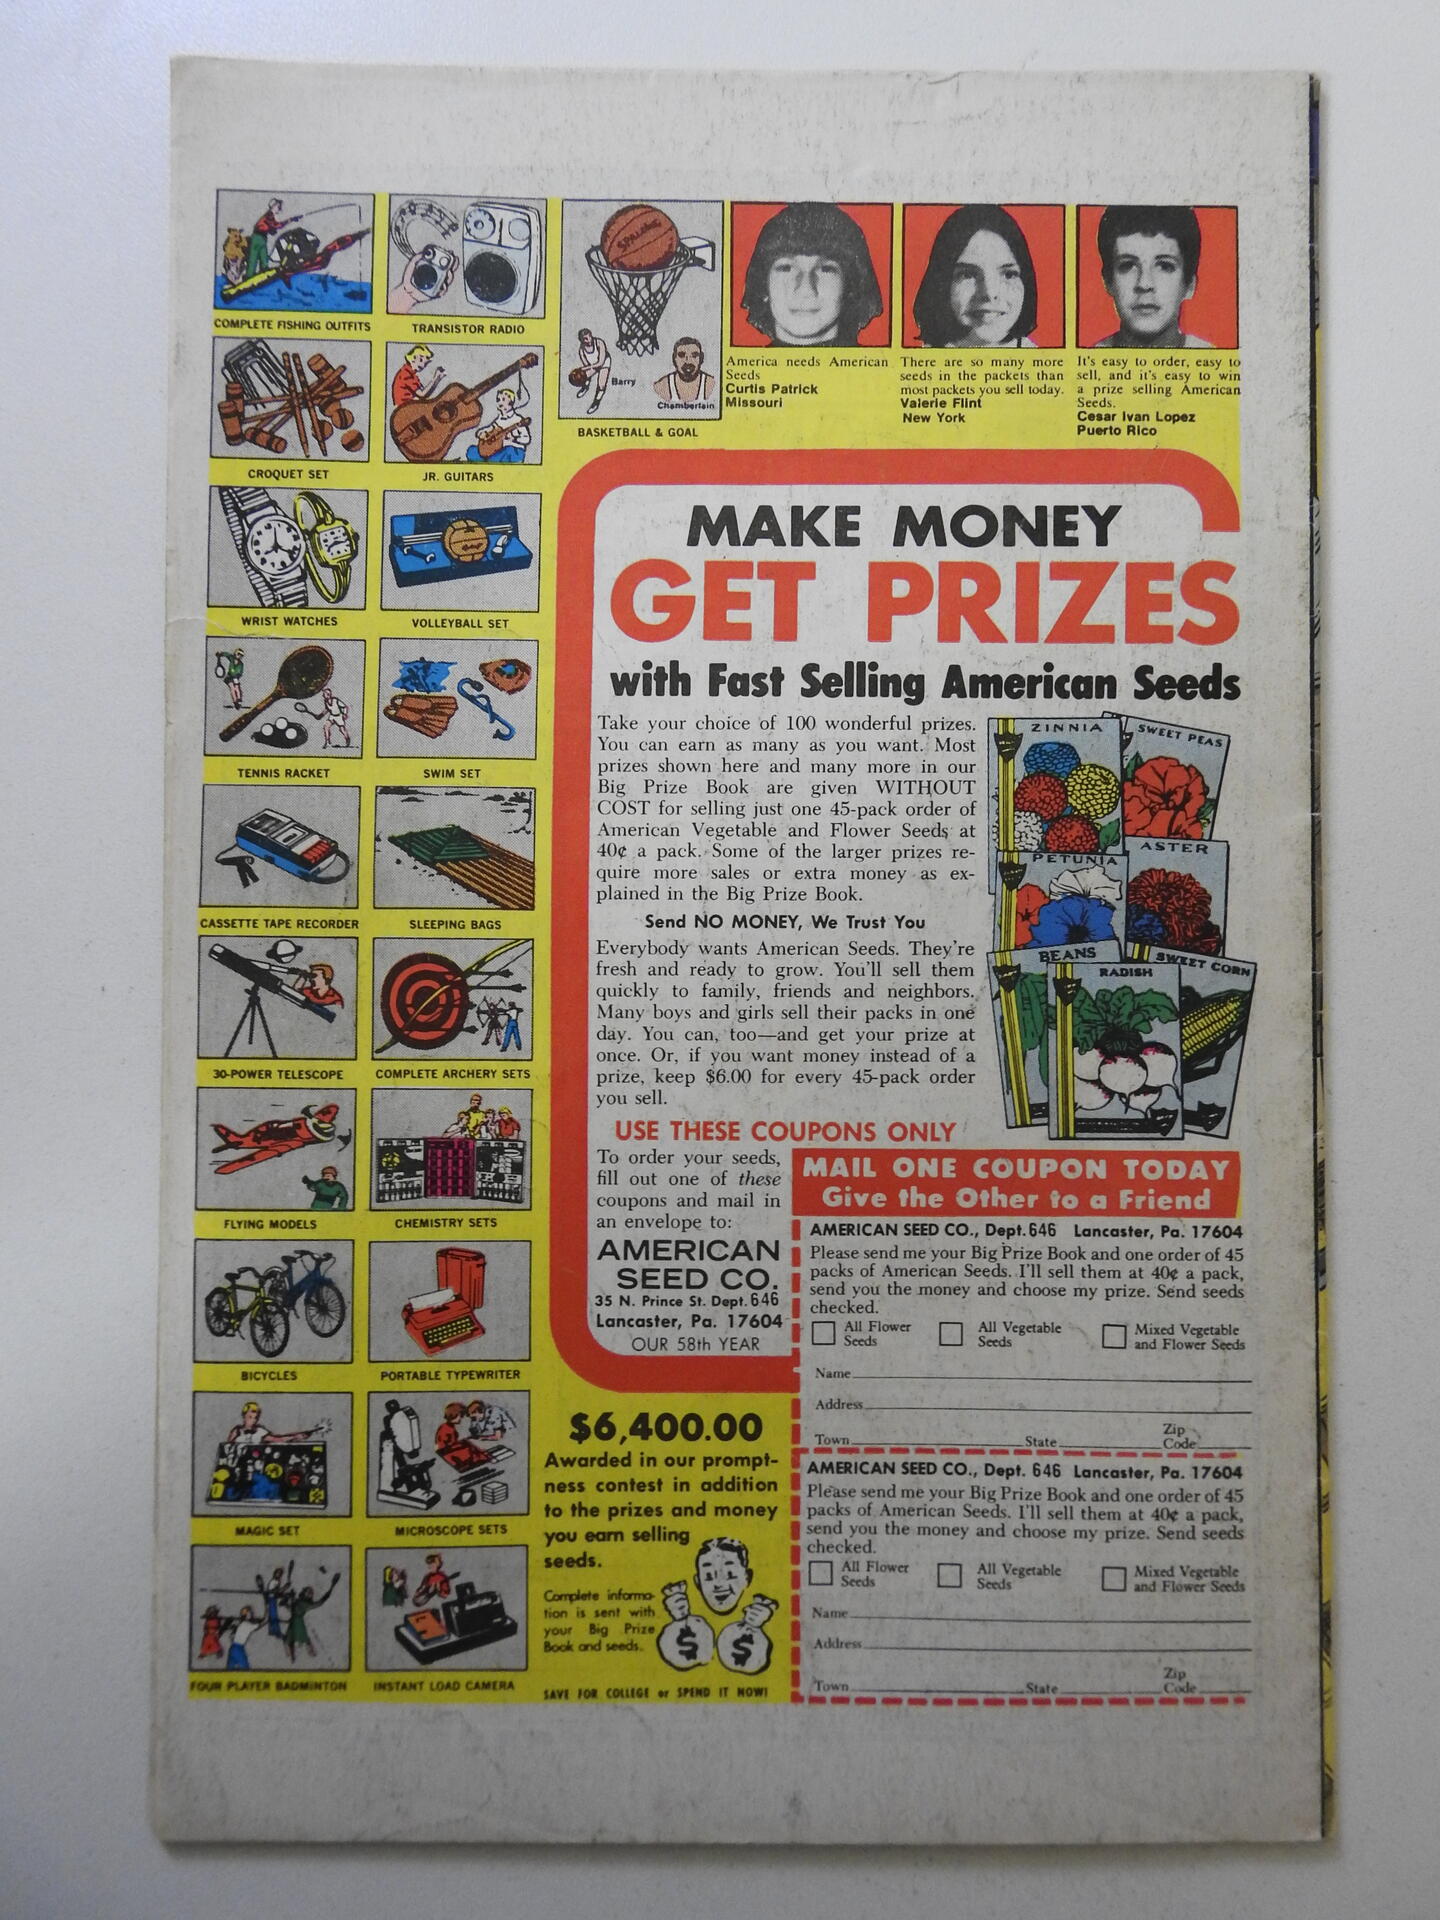 COMPLETE FISHING OUTFITS
TRANSISTOR RADIO
SPALDING
Barry
Chamberlain
BASKETBALL & GOAL
America needs American
Seeds
Curtis Patrick
Missouri
There are so many more
seeds in the packets than
most packets you sell today.
Valerie Flint
New York
It's easy to order, easy to
sell, and it's easy to win
a prize selling American
Seeds.
Cesar Ivan Lopez
Puerto Rico
CROQUET SET
JR. GUITARS
WRIST WATCHES
VOLLEYBALL SET
TENNIS RACKET
SWIM SET
CASSETTE TAPE RECORDER
SLEEPING BAGS
30-POWER TELESCOPE
COMPLETE ARCHERY SETS
FLYING MODELS
CHEMISTRY SETS
BICYCLES
PORTABLE TYPEWRITER
MAGIC SET
MICROSCOPE SETS
FOUR PLAYER BADMINTON
INSTANT LOAD CAMERA
MAKE MONEY
GET PRIZES
with Fast Selling American Seeds
Take your choice of 100 wonderful prizes.
You can earn as many as you want. Most
prizes shown here and many more in our
Big Prize Book are given WITHOUT
COST for selling just one 45-pack order of
American Vegetable and Flower Seeds at
40¢ a pack. Some of the larger prizes re-
quire more sales or extra money as ex-
plained in the Big Prize Book.
Send NO MONEY, We Trust You
Everybody wants American Seeds. They're
fresh and ready to grow. You'll sell them
quickly to family, friends and neighbors.
Many boys and girls sell their packs in one
day. You can, too—and get your prize at
once. Or, if you want money instead of a
prize, keep $6.00 for every 45-pack order
you sell.
ZINNIA
SWEET PEAS
PETUNIA
ASTER
BEANS
RADISH
SWEET CORN
USE THESE COUPONS ONLY
To order your seeds,
fill out one of these
coupons and mail in
an envelope to:
AMERICAN
SEED CO.
35 N. Prince St. Dept. 646
Lancaster, Pa. 17604
OUR 58th YEAR
MAIL ONE COUPON TODAY
Give the Other to a Friend
AMERICAN SEED CO., Dept. 646 Lancaster, Pa. 17604
Please send me your Big Prize Book and one order of 45
packs of American Seeds. I'll sell them at 40¢ a pack,
send you the money and choose my prize. Send seeds
checked.
All Flower
Seeds
All Vegetable
Seeds
Mixed Vegetable
and Flower Seeds
Name
Address
Town State Zip
Code
AMERICAN SEED CO., Dept. 646 Lancaster, Pa. 17604
Please send me your Big Prize Book and one order of 45
packs of American Seeds. I'll sell them at 40¢ a pack,
send you the money and choose my prize. Send seeds
checked.
All Flower
Seeds
All Vegetable
Seeds
Mixed Vegetable
and Flower Seeds
Name
Address
Town State Zip
Code
$6,400.00
Awarded in our prompt-
ness contest in addition
to the prizes and money
you earn selling
seeds.
Complete informa-
tion is sent with
your Big Prize
Book and seeds.
$ $
SAVE FOR COLLEGE or SPEND IT NOW!